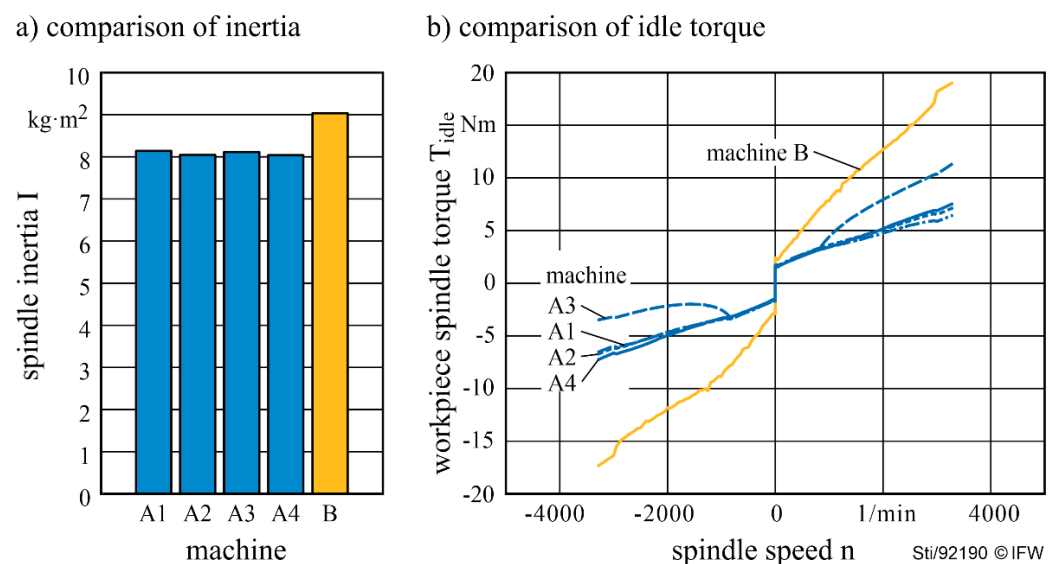 a) comparison of inertia
10
kg·m²
8
7
6
5
4
3
2
1
0
spindle inertia I
A1 A2 A3 A4 B
machine
b) comparison of idle torque
20
Nm
10
5
0
-5
-10
-15
-20
workpiece spindle torque T_idle
machine B
machine
A3
A1
A2
A4
-4000 -2000 0 1/min 4000
spindle speed n
Sti/92190 © IFW